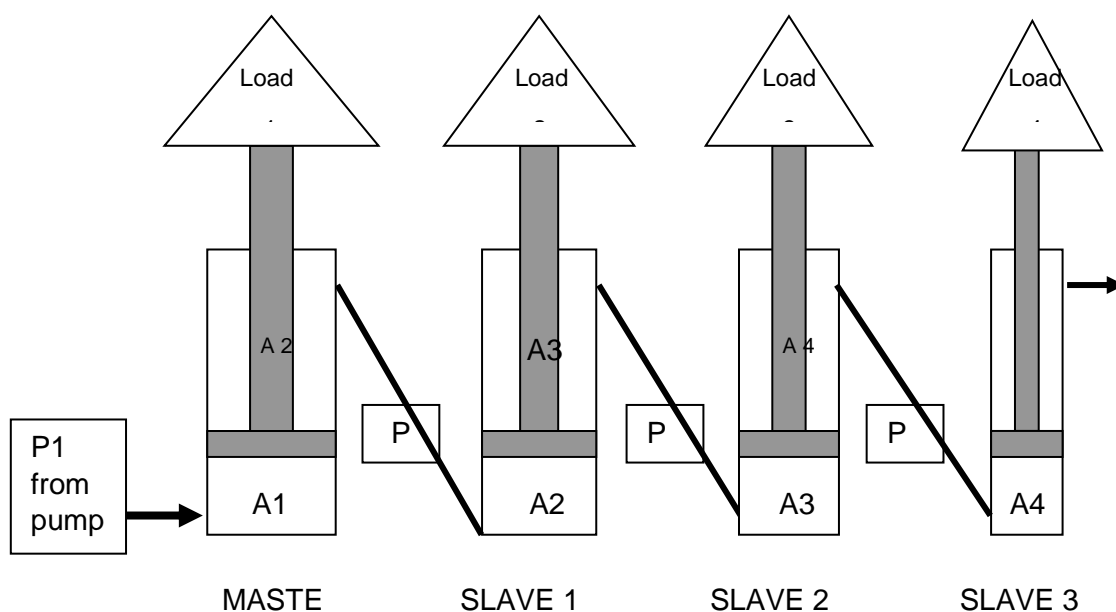 Load
Load
Load
Load
A 2
A3
A 4
P
P
P
P1
from
pump
A1
A2
A3
A4
MASTE
SLAVE 1
SLAVE 2
SLAVE 3